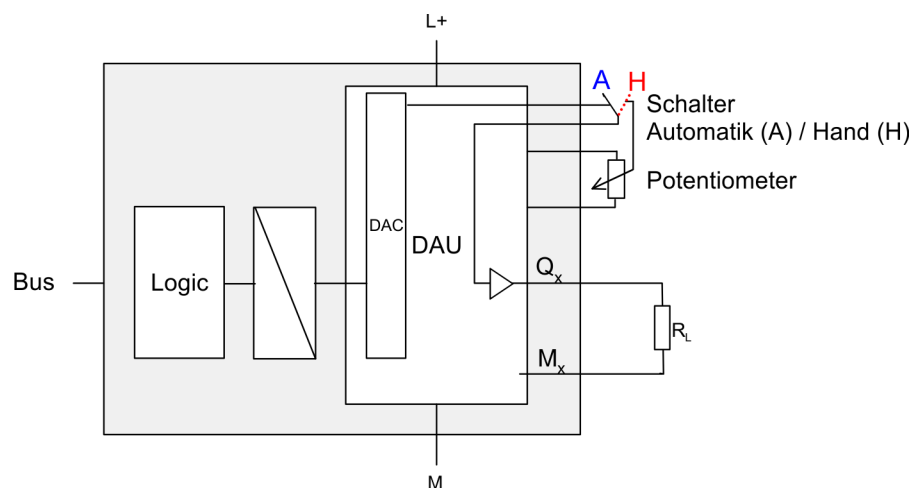 L+
A H
Schalter
Automatik (A) / Hand (H)
Potentiometer
DAC
DAU
Bus
Logic
Qx
RL
Mx
M